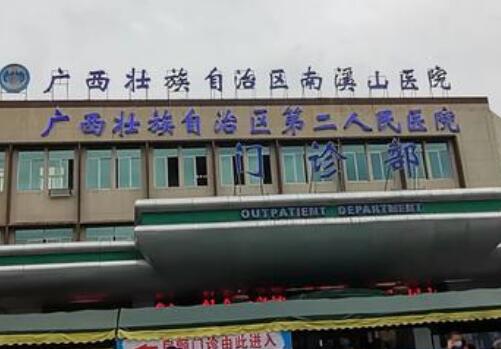 广西壮族自治区南溪山医院
广西壮族自治区第二人民医院
门诊部
OUTPATIENT DEPARTMENT
门诊由此进入